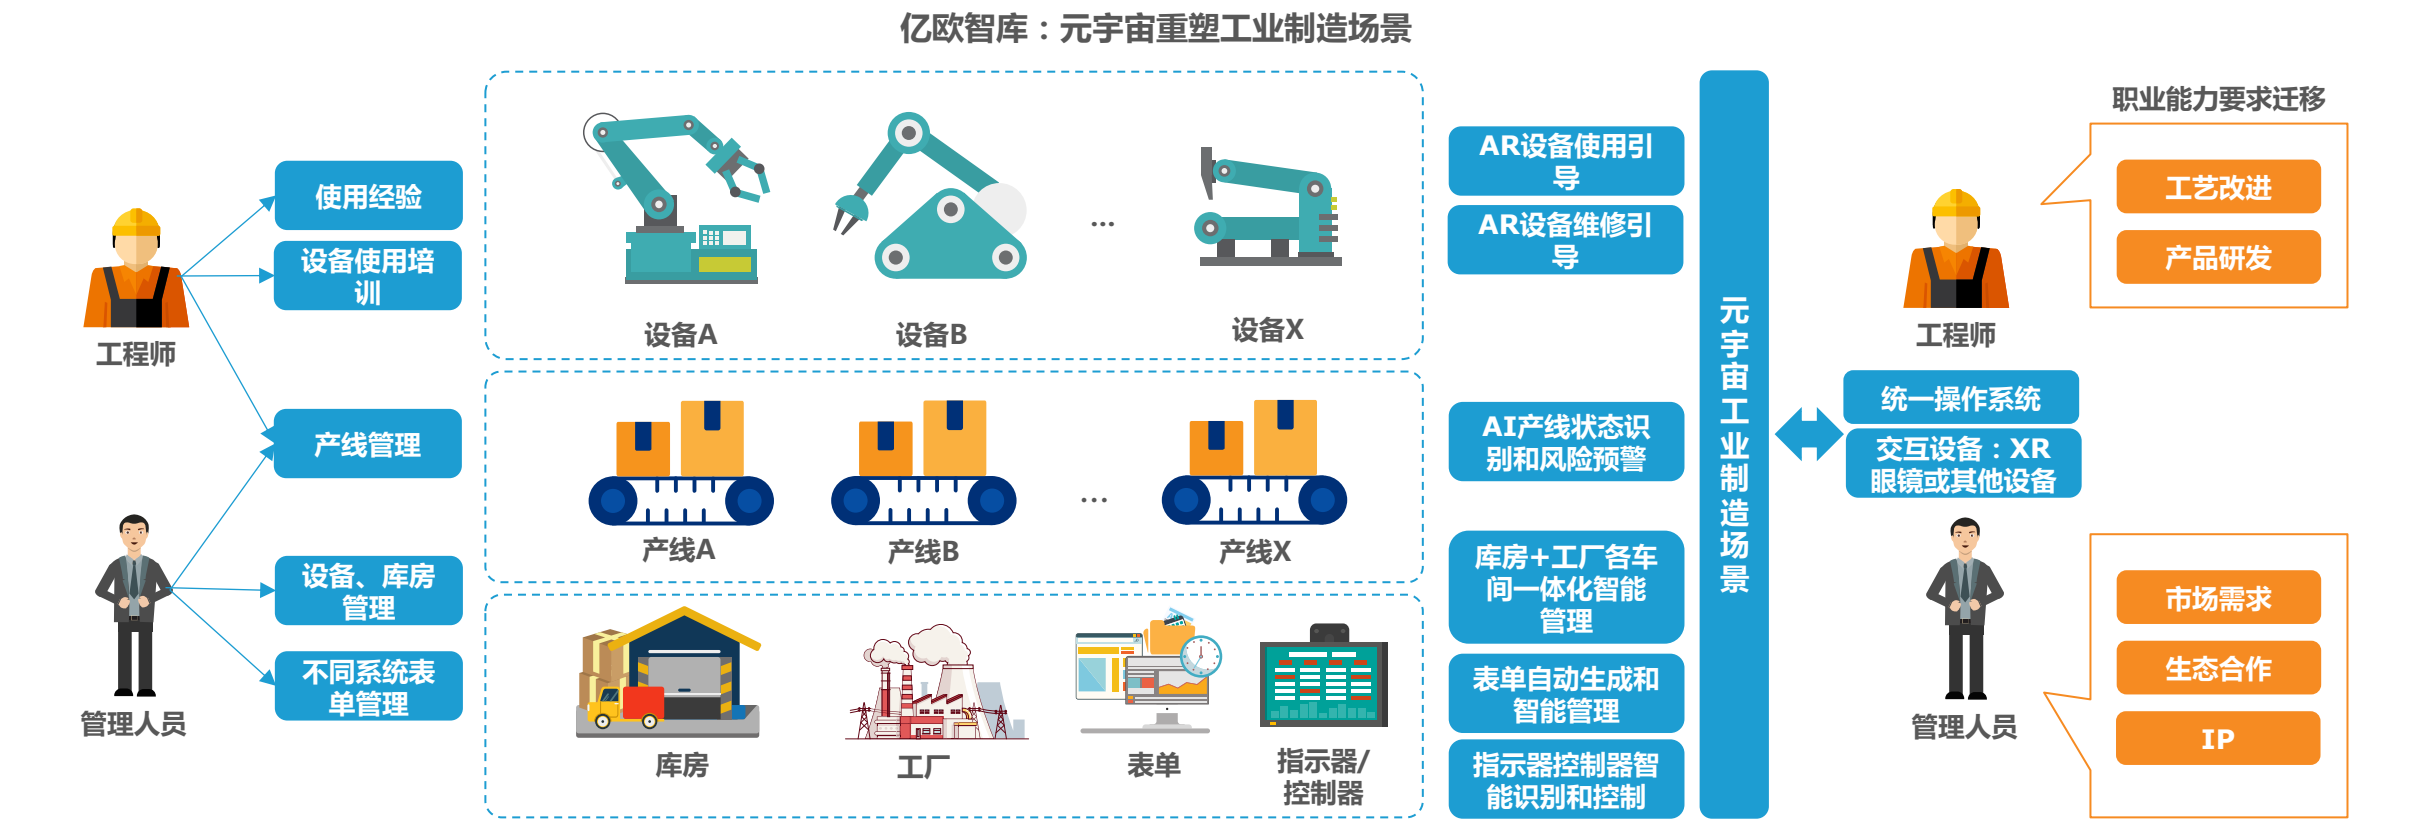 亿欧智库：元宇宙重塑工业制造场景
使用经验
设备使用培
训
工程师
产线管理
设备、库房
管理
不同系统表
单管理
管理人员
设备A
设备B
...
设备X
产线A
产线B
...
产线X
库房
工厂
表单
指示器/
控制器
AR设备使用引
导
AR设备维修引
导
AI产线状态识
别和风险预警
库房+工厂各车
间一体化智能
管理
表单自动生成和
智能管理
指示器控制器智
能识别和控制
元宇宙工业制造场景
职业能力要求迁移
工艺改进
产品研发
工程师
统一操作系统
交互设备：XR
眼镜或其他设备
管理人员
市场需求
生态合作
IP